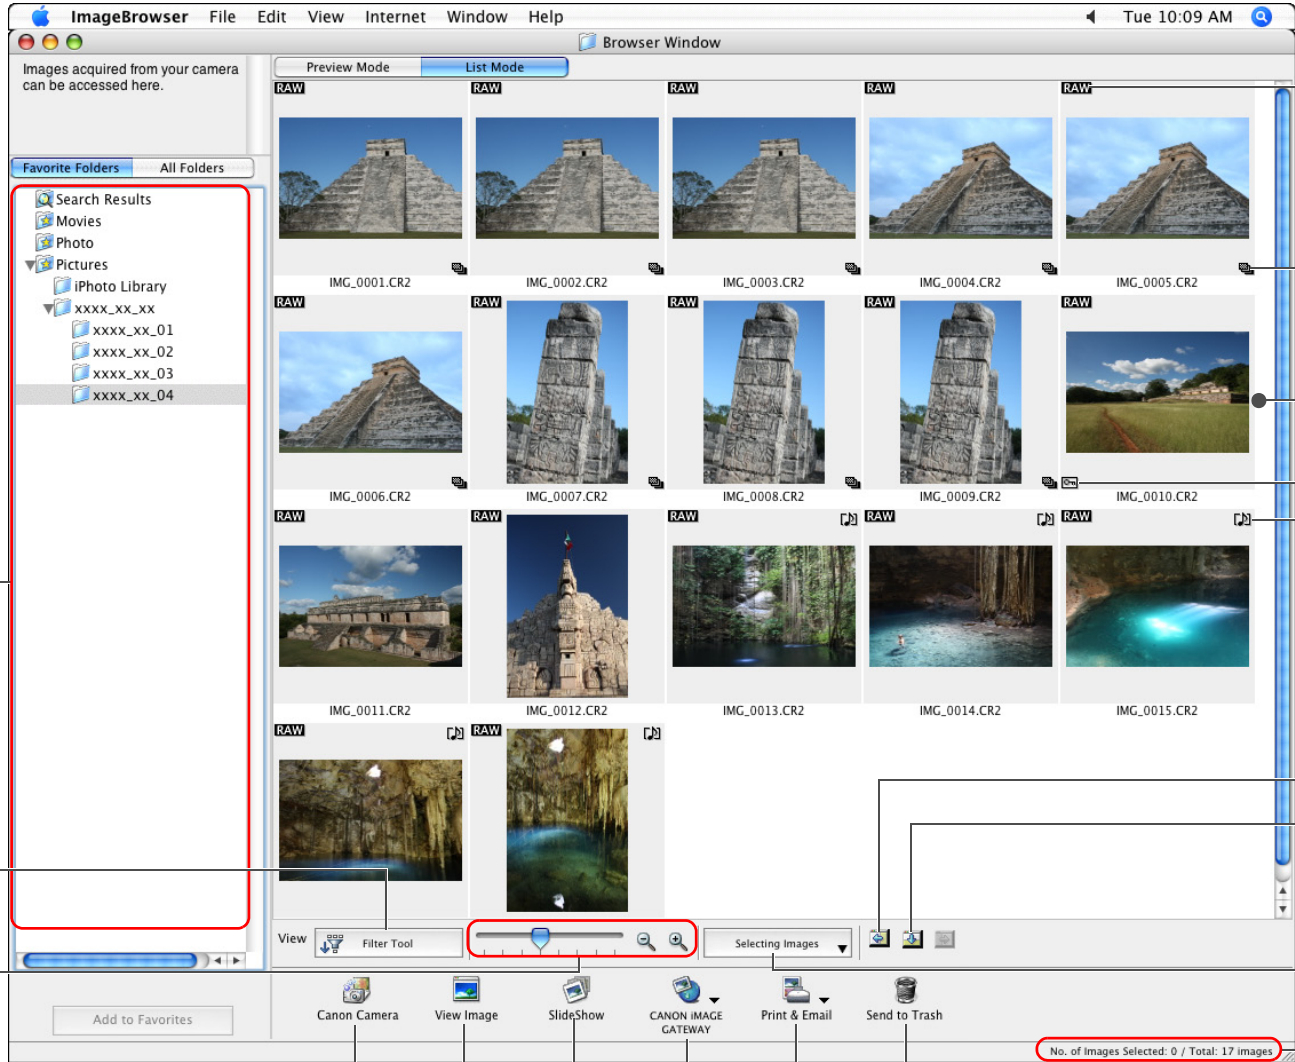 ImageBrowser File Edit View Internet Window Help Tue 10:09 AM
Browser Window
Images acquired from your camera
can be accessed here.
Preview Mode List Mode
Favorite Folders All Folders
Search Results
Movies
Photo
Pictures
iPhoto Library
xxxx_xx_xx
xxxx_xx_01
xxxx_xx_02
xxxx_xx_03
xxxx_xx_04
RAW RAW RAW RAW RAW
IMG_0001.CR2 IMG_0002.CR2 IMG_0003.CR2 IMG_0004.CR2 IMG_0005.CR2
RAW RAW RAW RAW RAW
IMG_0006.CR2 IMG_0007.CR2 IMG_0008.CR2 IMG_0009.CR2 IMG_0010.CR2
RAW RAW RAW RAW RAW
IMG_0011.CR2 IMG_0012.CR2 IMG_0013.CR2 IMG_0014.CR2 IMG_0015.CR2
RAW RAW
View Filter Tool Selecting Images
Add to Favorites
Canon Camera View Image SlideShow CANON iMAGE GATEWAY Print & Email Send to Trash
No. of Images Selected: 0 / Total: 17 images